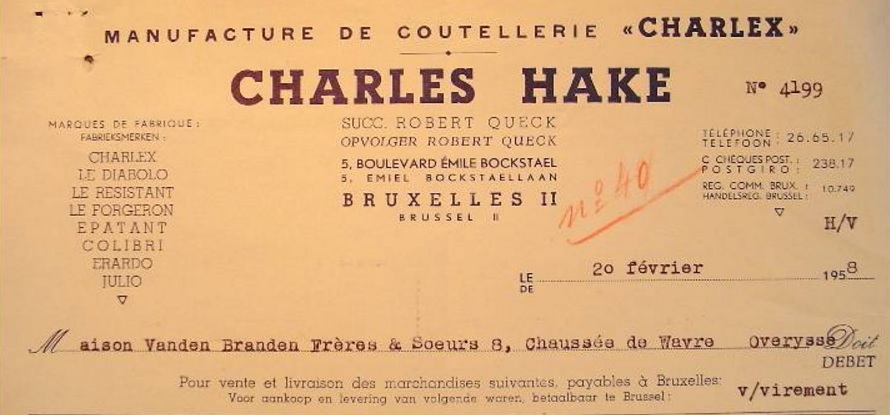 MANUFACTURE DE COUTELLERIE «CHARLEX»
CHARLES HAKE
Nº 4199
MARQUES DE FABRIQUE :
FABRIEKSMERKEN :
CHARLEX
LE DIABOLO
LE RESISTANT
LE FORGERON
EPATANT
COLIBRI
ERARDO
JULIO
SUCC. ROBERT QUECK
OPVOLGER ROBERT QUECK
5, BOULEVARD ÉMILE BOCKSTAEL
5, EMIEL BOCKSTAELLAAN
BRUXELLES II
BRUSSEL II
nº 40
TÉLÉPHONE : 26.65.17
TELEFOON :
C CHÈQUES POST. : 238.17
POSTGIRO :
REG. COMM. BRUX. : 10.749
HANDELSREG. BRUSSEL :
H/V
LE 20 février 1958
DE
Maison Vanden Branden Frères & Soeurs 8, Chaussée de Wavre Overysse Doit
DEBET
Pour vente et livraison des marchandises suivantes, payables à Bruxelles:
Voor aankoop en levering van volgende waren, betaalbaar te Brussel:
v/virement